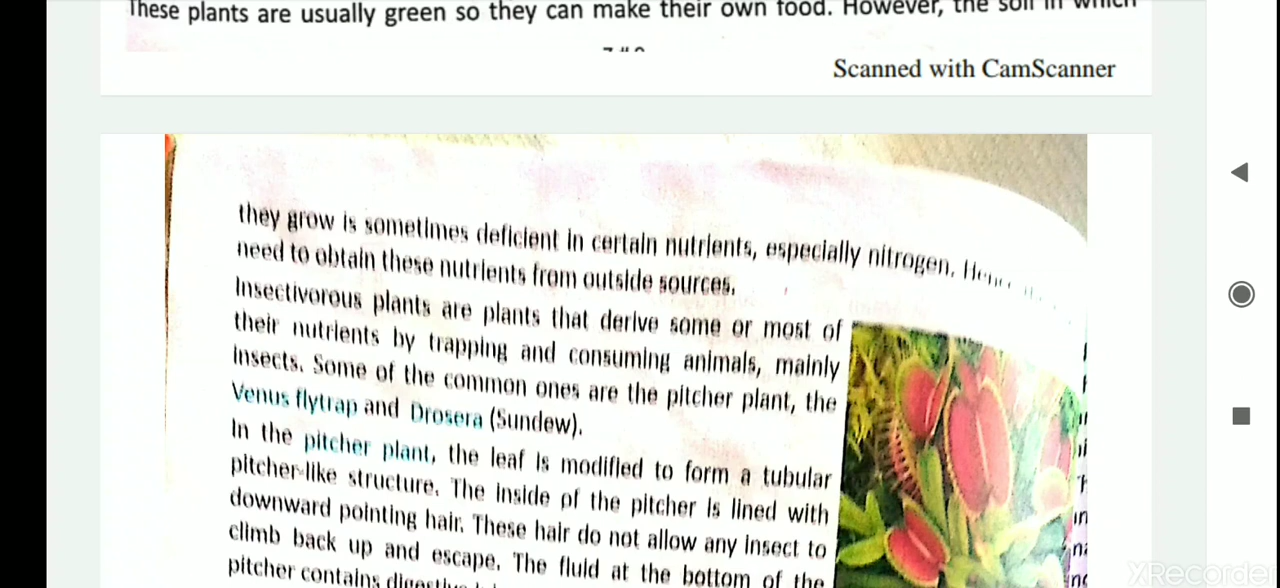 These plants are usually green so they can make their own food. However, the soil in which
Scanned with CamScanner
they grow is sometimes deficient in certain nutrients, especially nitrogen.
need to obtain these nutrients from outside sources.
Insectivorous plants are plants that derive some or most of
their nutrients by trapping and consuming animals, mainly
insects. Some of the common ones are the pitcher plant, the
Venus flytrap and Drosera (Sundew).
In the pitcher plant, the leaf is modified to form a tubular
pitcher-like structure. The inside of the pitcher is lined with
downward pointing hair. These hair do not allow any insect to
climb back up and escape. The fluid at the bottom of the
pitcher contains
XRecorder